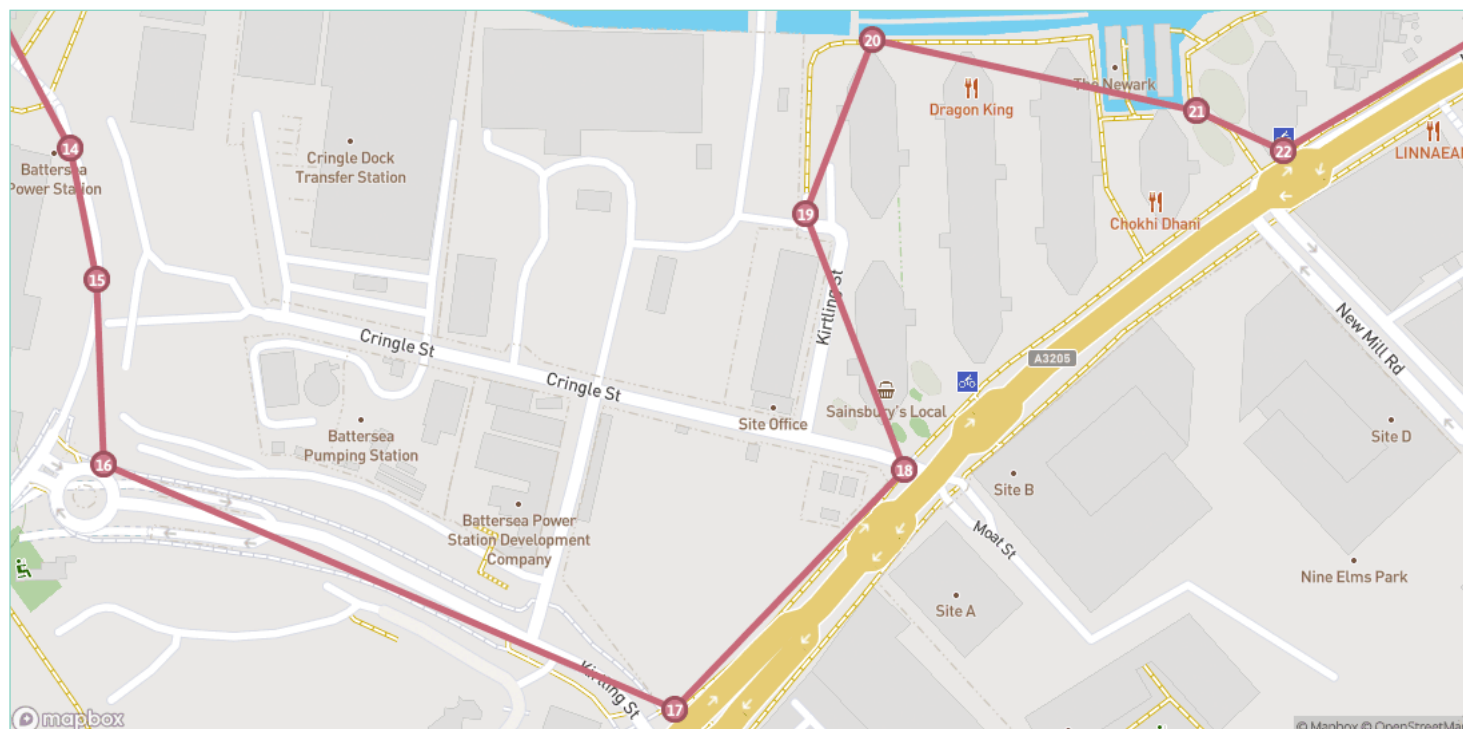 20
The Newark
Dragon King
21
22
LINNAEAN
14
Battersea
Power Station
Cringle Dock
Transfer Station
Chokhi Dhani
19
15
Kirtling St
New Mill Rd
A3205
Cringle St
Cringle St
Sainsbury's Local
Site Office
Site D
Battersea
Pumping Station
16
18
Site B
Battersea Power
Station Development
Company
Moat St
Nine Elms Park
Site A
Kirtling St
17
mapbox
© Mapbox © OpenStreetMap